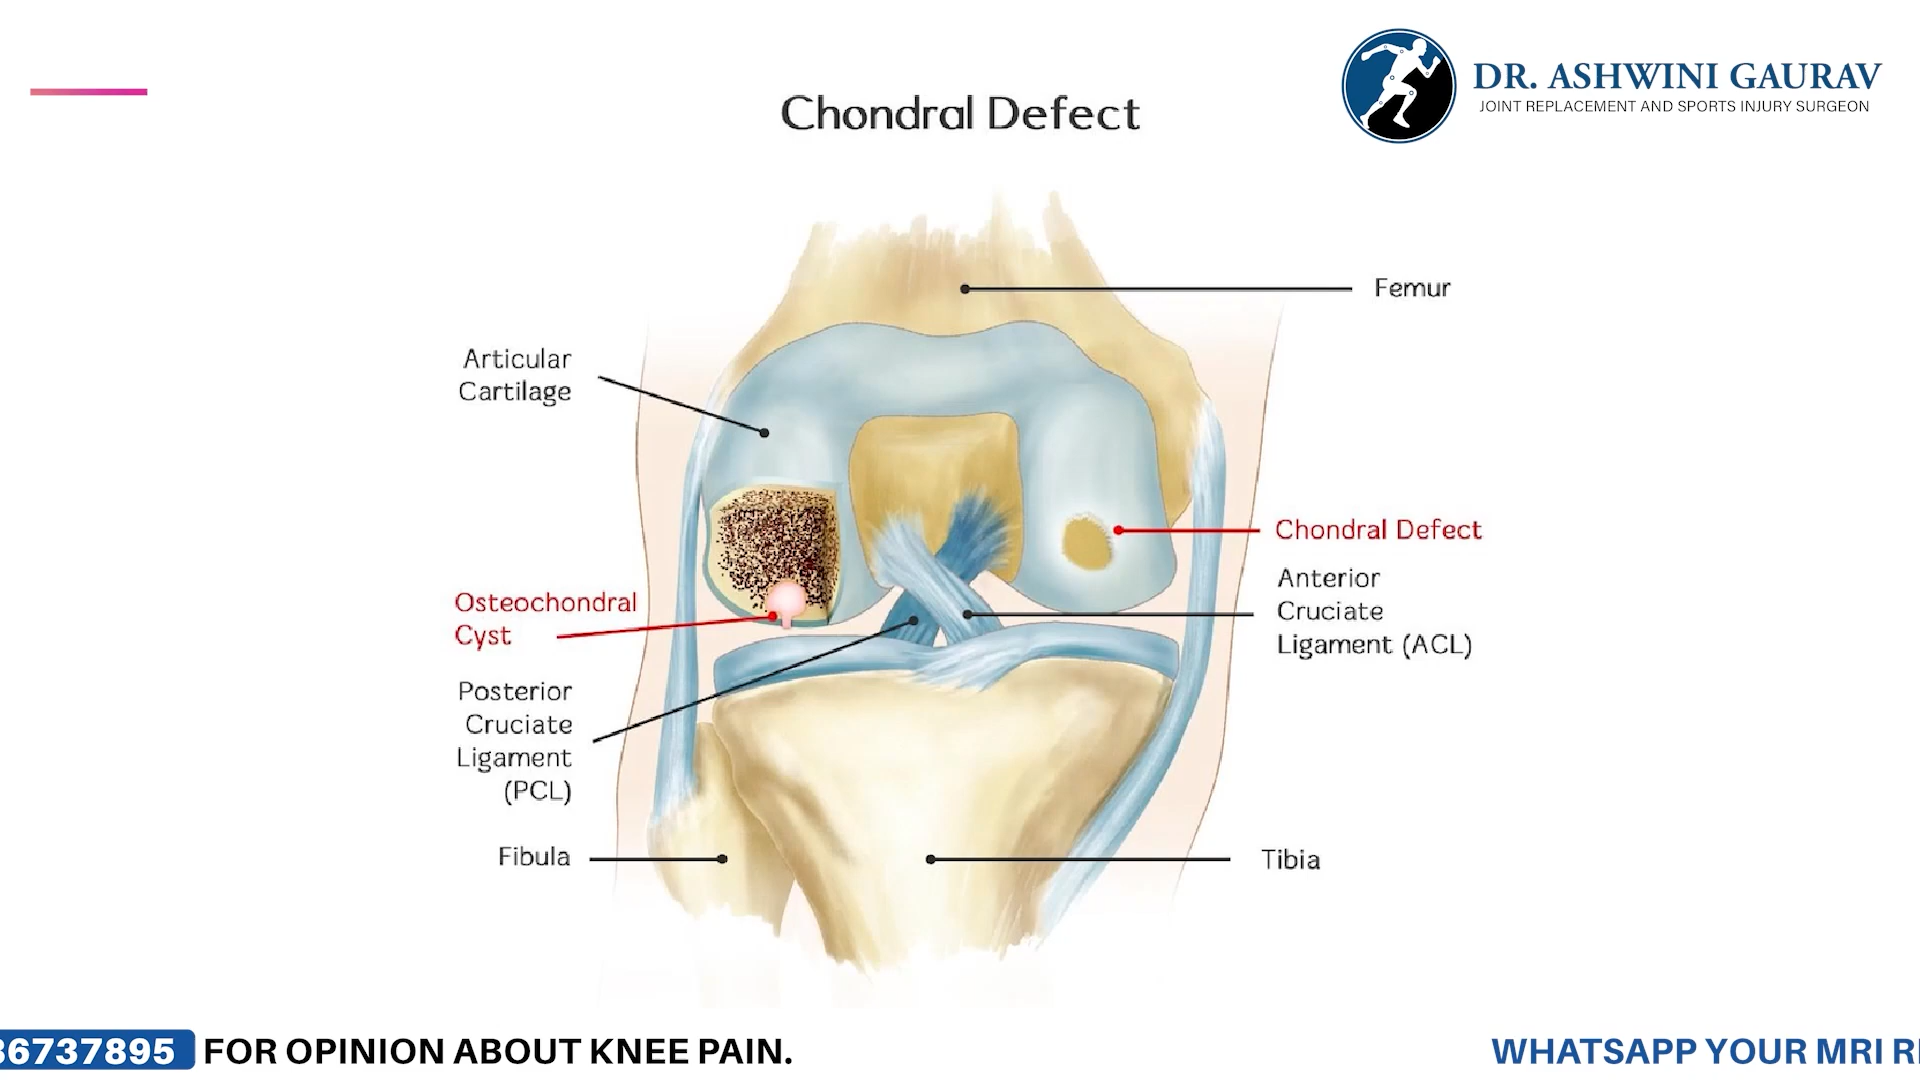 DR. ASHWINI GAURAV
JOINT REPLACEMENT AND SPORTS INJURY SURGEON
Chondral Defect
Femur
Articular
Cartilage
Chondral Defect
Anterior
Cruciate
Ligament (ACL)
Osteochondral
Cyst
Posterior
Cruciate
Ligament
(PCL)
Fibula
Tibia
36737895 FOR OPINION ABOUT KNEE PAIN.
WHATSAPP YOUR MRI